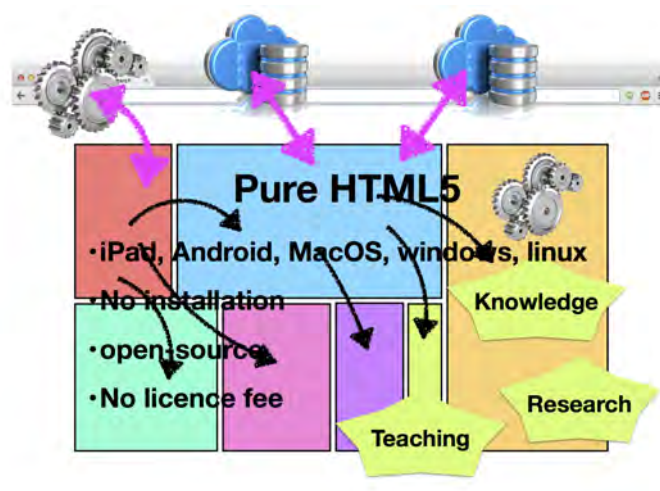 Pure HTML5
•iPad, Android, MacOS, windows, linux
•No installation
Knowledge
•open-source
•No licence fee
Research
Teaching